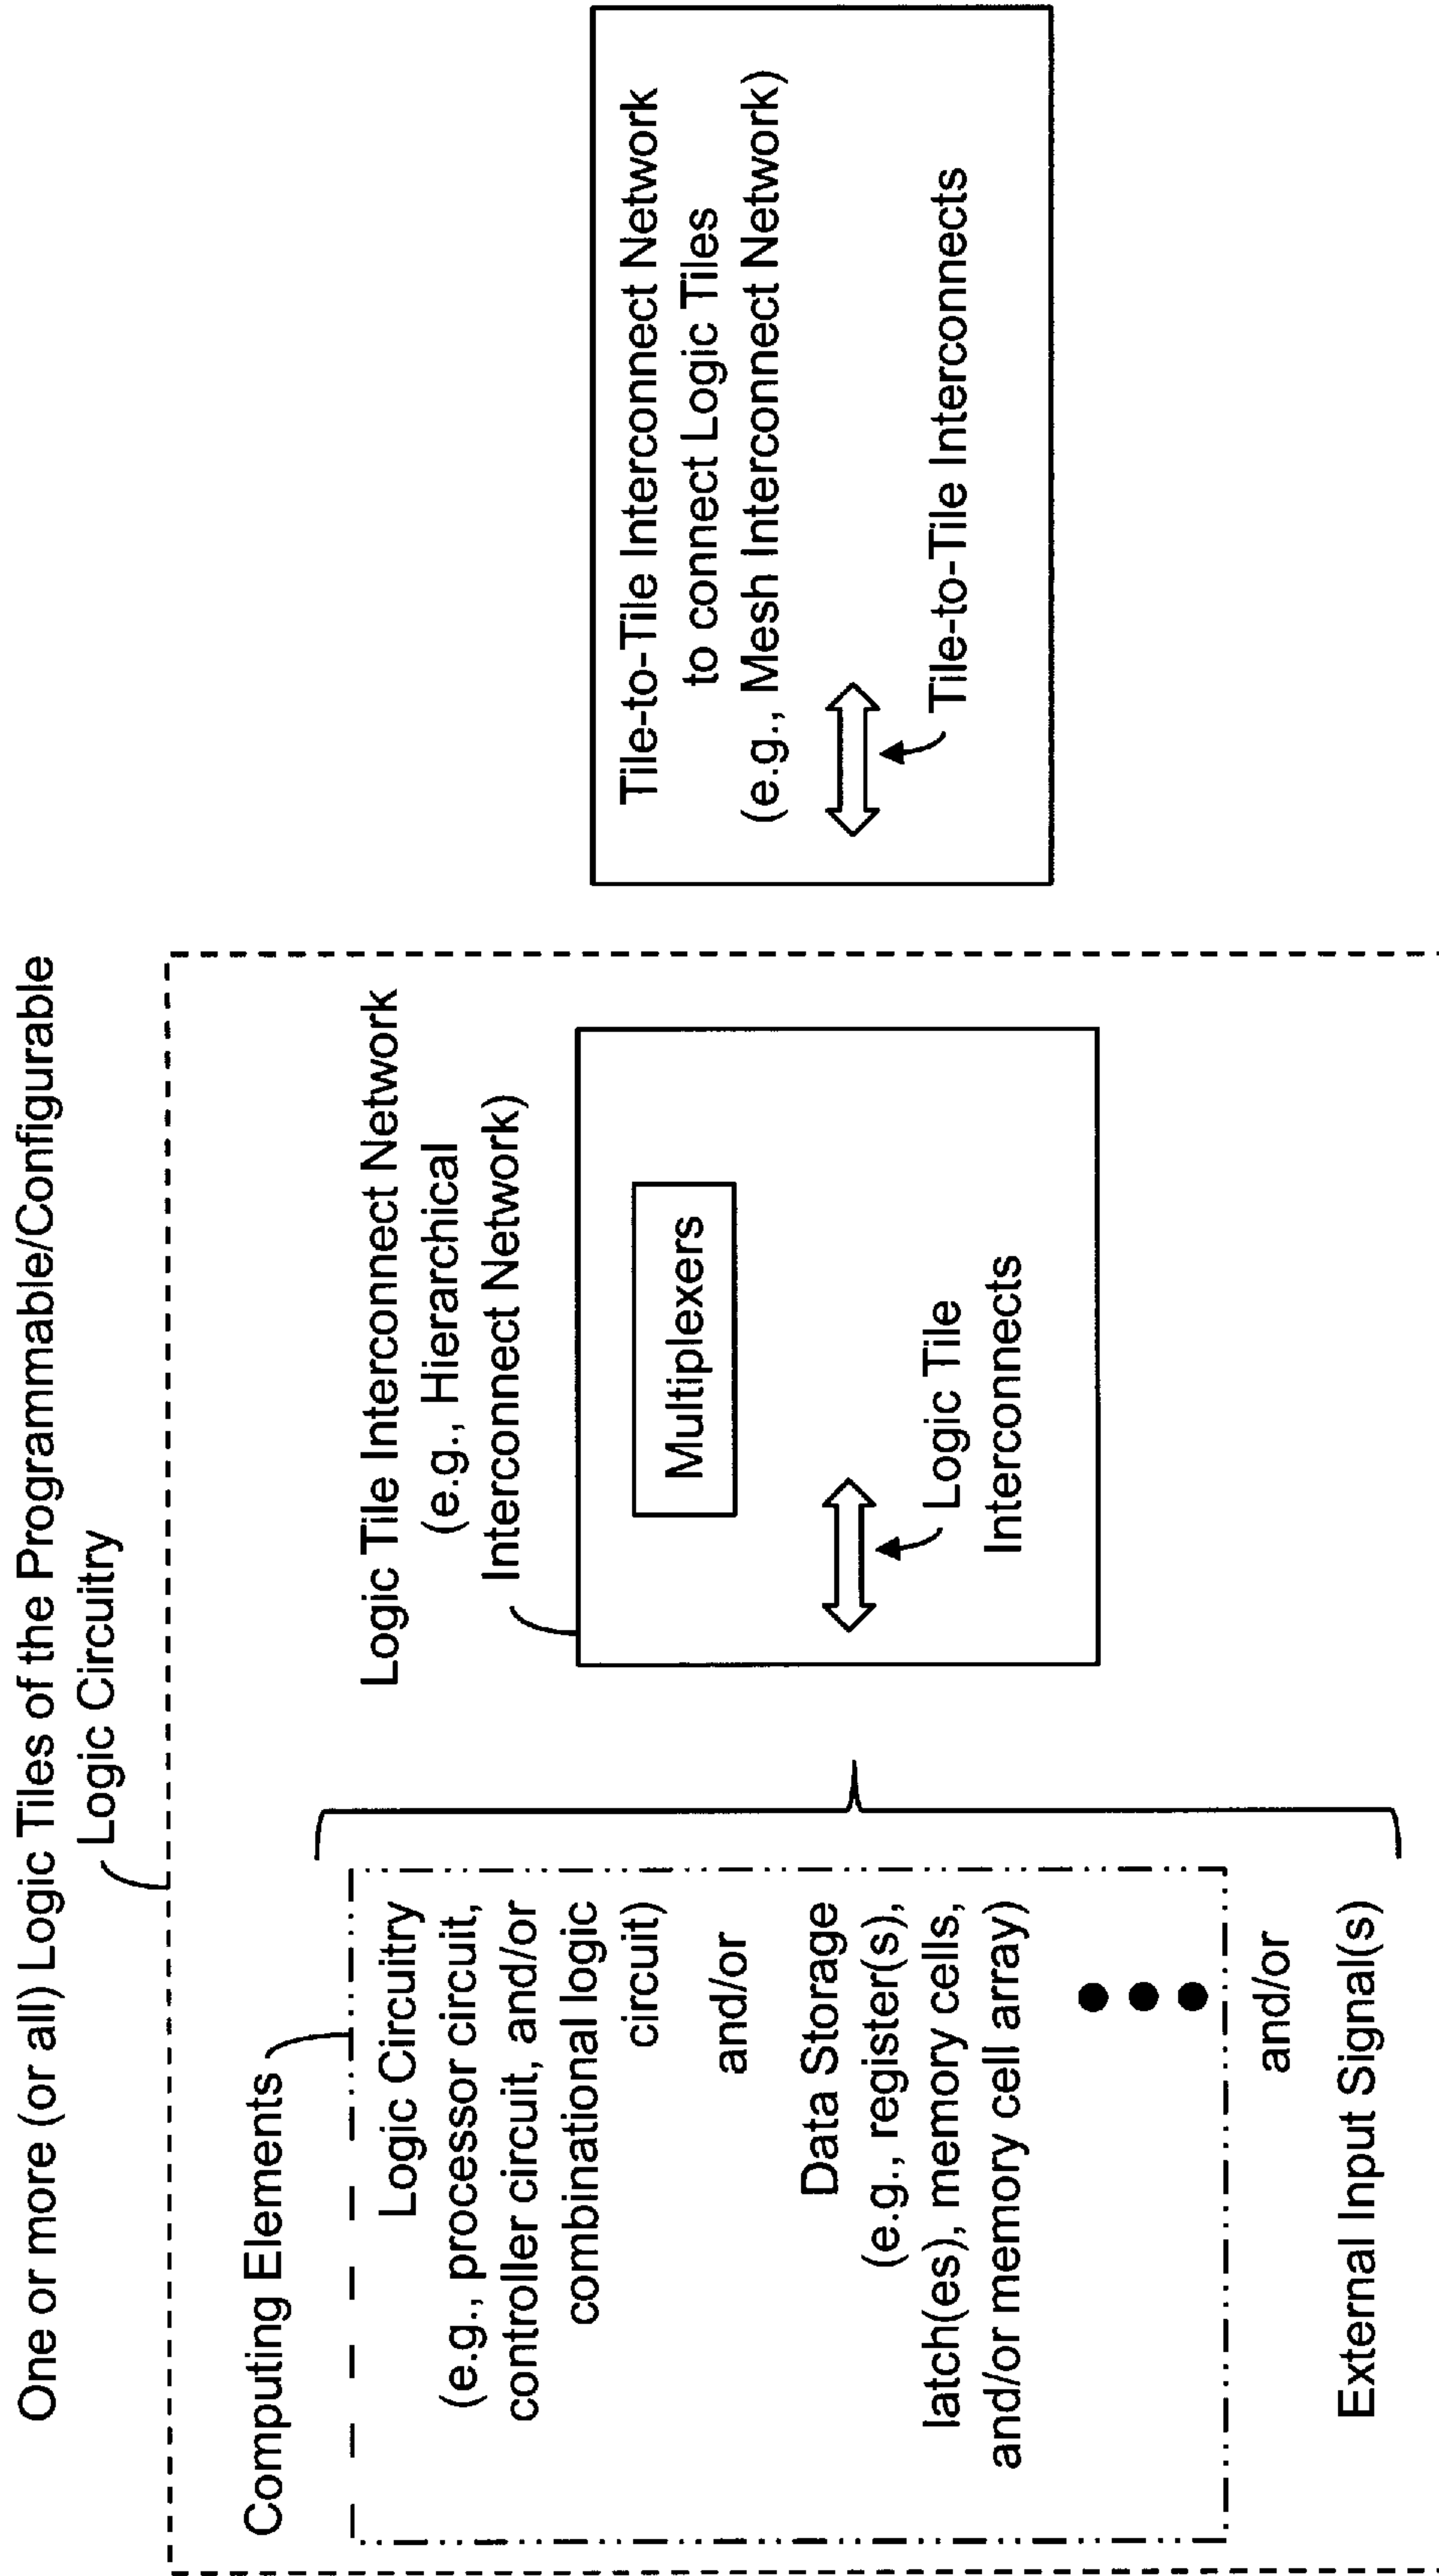 One or more (or all) Logic Tiles of the Programmable/Configurable
Logic Circuitry
Computing Elements
Logic Circuitry
(e.g., processor circuit,
controller circuit, and/or
combinational logic
circuit)
and/or
Data Storage
(e.g., register(s),
latch(es), memory cells,
and/or memory cell array)
and/or
External Input Signal(s)
Logic Tile Interconnect Network
(e.g., Hierarchical
Interconnect Network)
Multiplexers
Logic Tile
Interconnects
Tile-to-Tile Interconnect Network
to connect Logic Tiles
(e.g., Mesh Interconnect Network)
Tile-to-Tile Interconnects